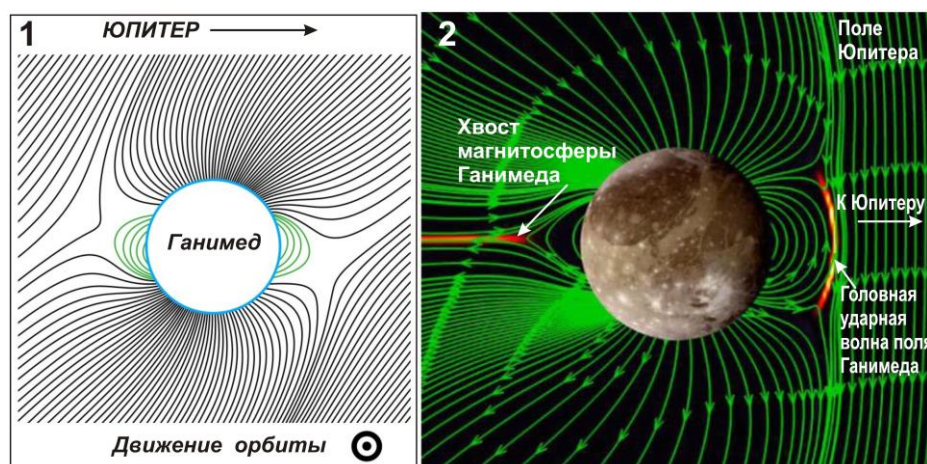 1
ЮПИТЕР
Ганимед
Движение орбиты
2
Поле
Юпитера
Хвост
магнитосферы
Ганимеда
К Юпитеру
Головная
ударная
волна поля
Ганимеда